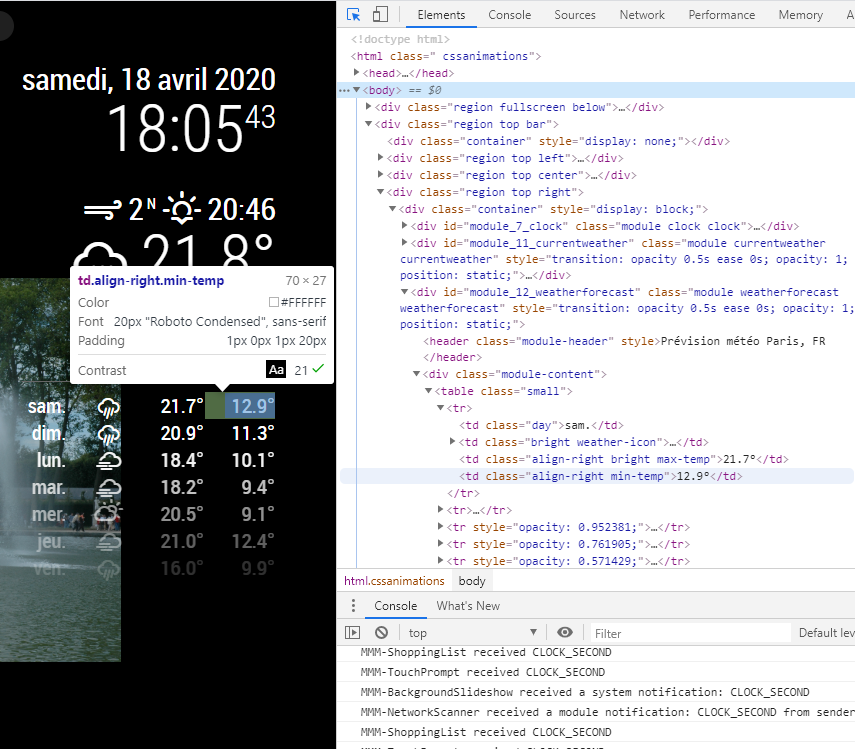 samedi, 18 avril 2020
18:05 43
2 N 20:46
21.8°
td.align-right.min-temp 70 × 27
Color #FFFFFF
Font 20px "Roboto Condensed", sans-serif
Padding 1px 0px 1px 20px
Contrast Aa 21
sam. 21.7° 12.9°
dim. 20.9° 11.3°
lun. 18.4° 10.1°
mar. 18.2° 9.4°
mer. 20.5° 9.1°
jeu. 21.0° 12.4°
ven. 16.0° 9.9°
Elements Console Sources Network Performance Memory A
<!doctype html>
<html class=" cssanimations">
<head>…</head>
… <body> == $0
<div class="region fullscreen below">…</div>
<div class="region top bar">
<div class="container" style="display: none;"></div>
<div class="region top left">…</div>
<div class="region top center">…</div>
<div class="region top right">
<div class="container" style="display: block;">
<div id="module_7_clock" class="module clock clock">…</div>
<div id="module_11_currentweather" class="module currentweather
currentweather" style="transition: opacity 0.5s ease 0s; opacity: 1;
position: static;">…</div>
<div id="module_12_weatherforecast" class="module weatherforecast
weatherforecast" style="transition: opacity 0.5s ease 0s; opacity: 1;
position: static;">
<header class="module-header" style>Prévision météo Paris, FR
</header>
<div class="module-content">
<table class="small">
<tr>
<td class="day">sam.</td>
<td class="bright weather-icon">…</td>
<td class="align-right bright max-temp">21.7°</td>
<td class="align-right min-temp">12.9°</td>
</tr>
<tr>…</tr>
<tr style="opacity: 0.952381;">…</tr>
<tr style="opacity: 0.761905;">…</tr>
<tr style="opacity: 0.571429;">…</tr>
html.cssanimations body
Console What's New
top Filter Default lev
MMM-ShoppingList received CLOCK_SECOND
MMM-TouchPrompt received CLOCK_SECOND
MMM-BackgroundSlideshow received a system notification: CLOCK_SECOND
MMM-NetworkScanner received a module notification: CLOCK_SECOND from sender
MMM-ShoppingList received CLOCK_SECOND